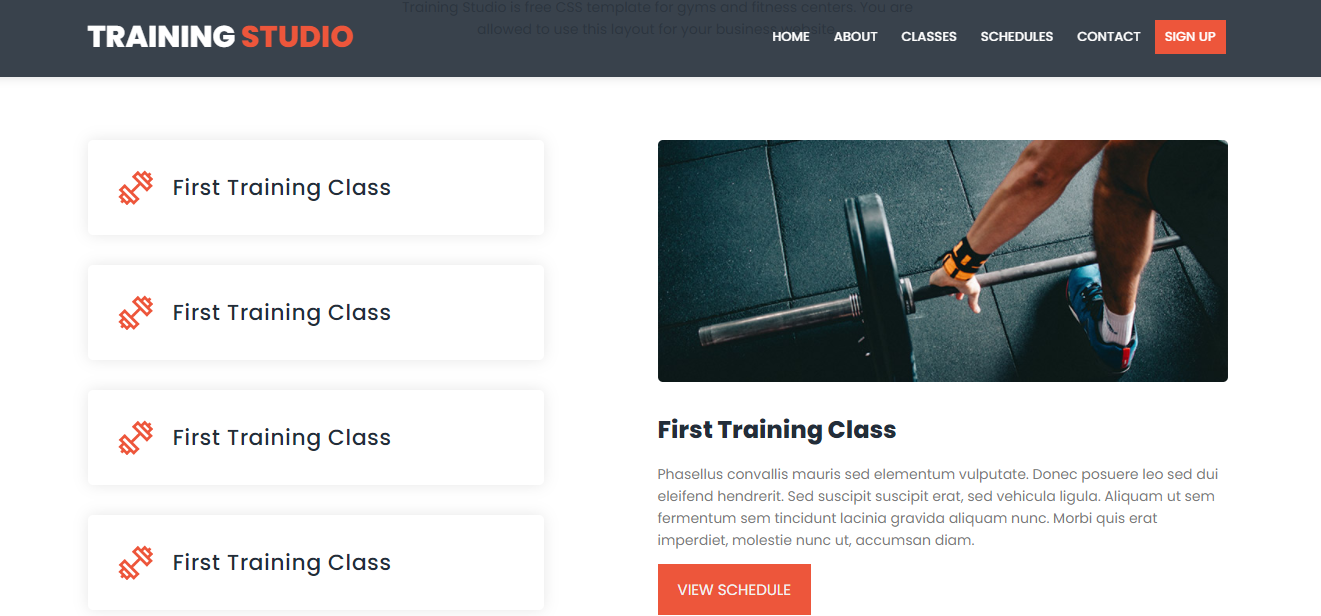 Training Studio is free CSS template for gyms and fitness centers. You are
allowed to use this layout for your business website.
TRAINING STUDIO
HOME ABOUT CLASSES SCHEDULES CONTACT SIGN UP
First Training Class
First Training Class
First Training Class
First Training Class
First Training Class
Phasellus convallis mauris sed elementum vulputate. Donec posuere leo sed dui
eleifend hendrerit. Sed suscipit suscipit erat, sed vehicula ligula. Aliquam ut sem
fermentum sem tincidunt lacinia gravida aliquam nunc. Morbi quis erat
imperdiet, molestie nunc ut, accumsan diam.
VIEW SCHEDULE